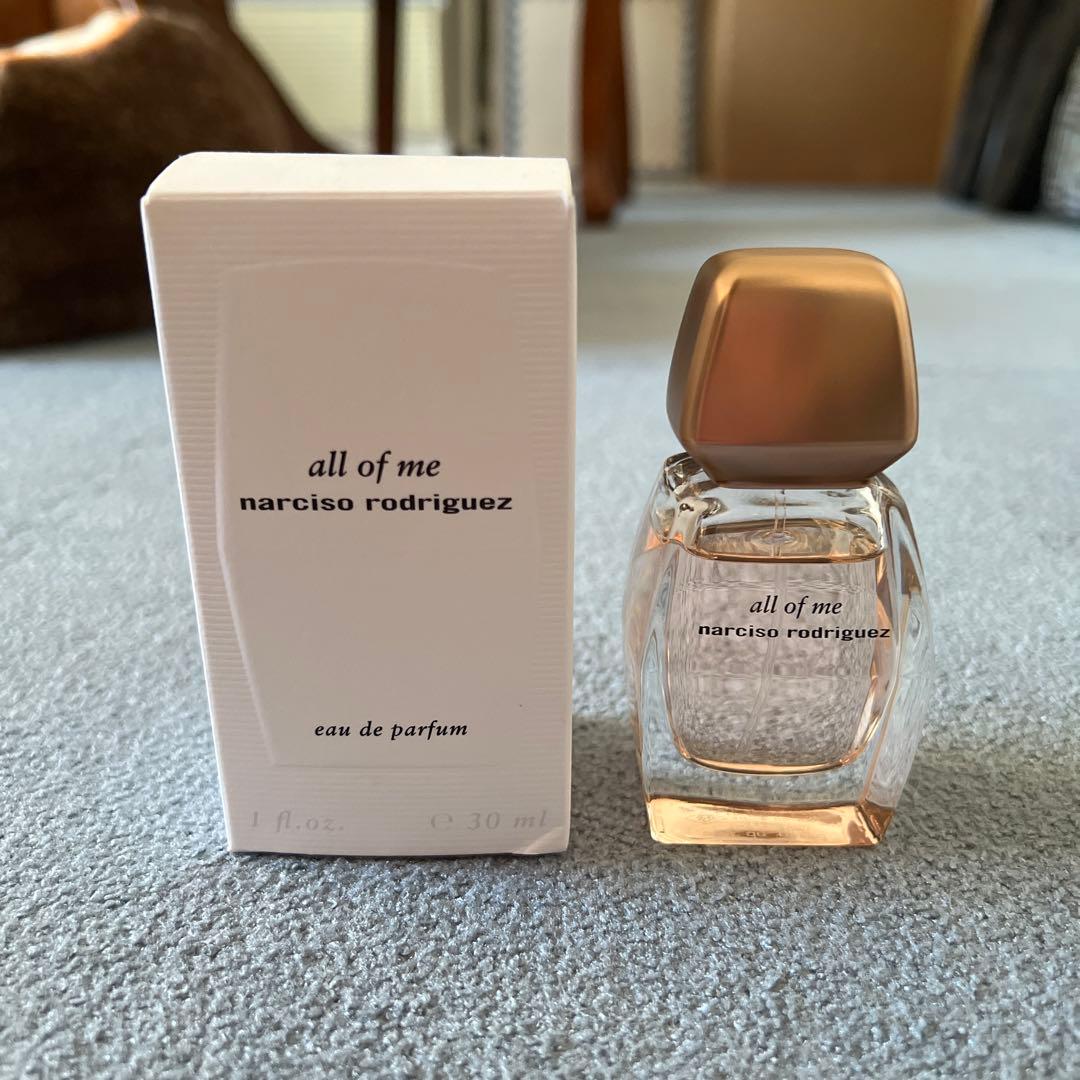 all of me
narciso rodriguez
eau de parfum
1 fl.oz. ℮ 30 ml
all of me
narciso rodriguez